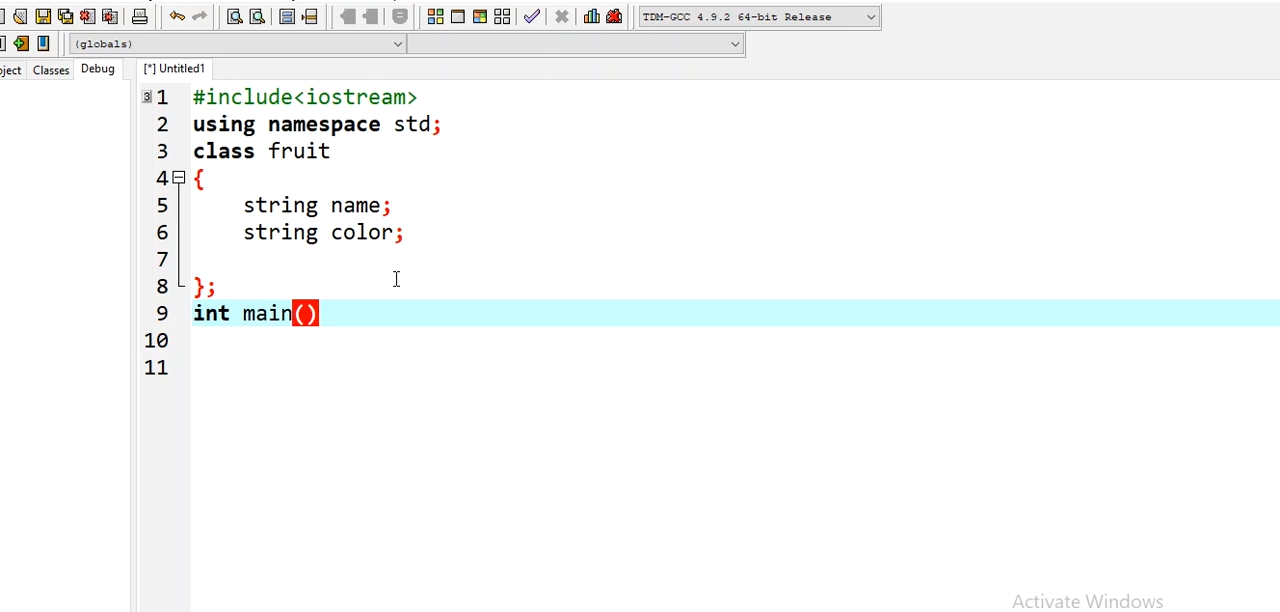 TDM-GCC 4.9.2 64-bit Release
(globals)
ject Classes Debug [*] Untitled1
1 #include<iostream>
2 using namespace std;
3 class fruit
4 {
5 string name;
6 string color;
7
8 };
9 int main()
10
11
Activate Windows